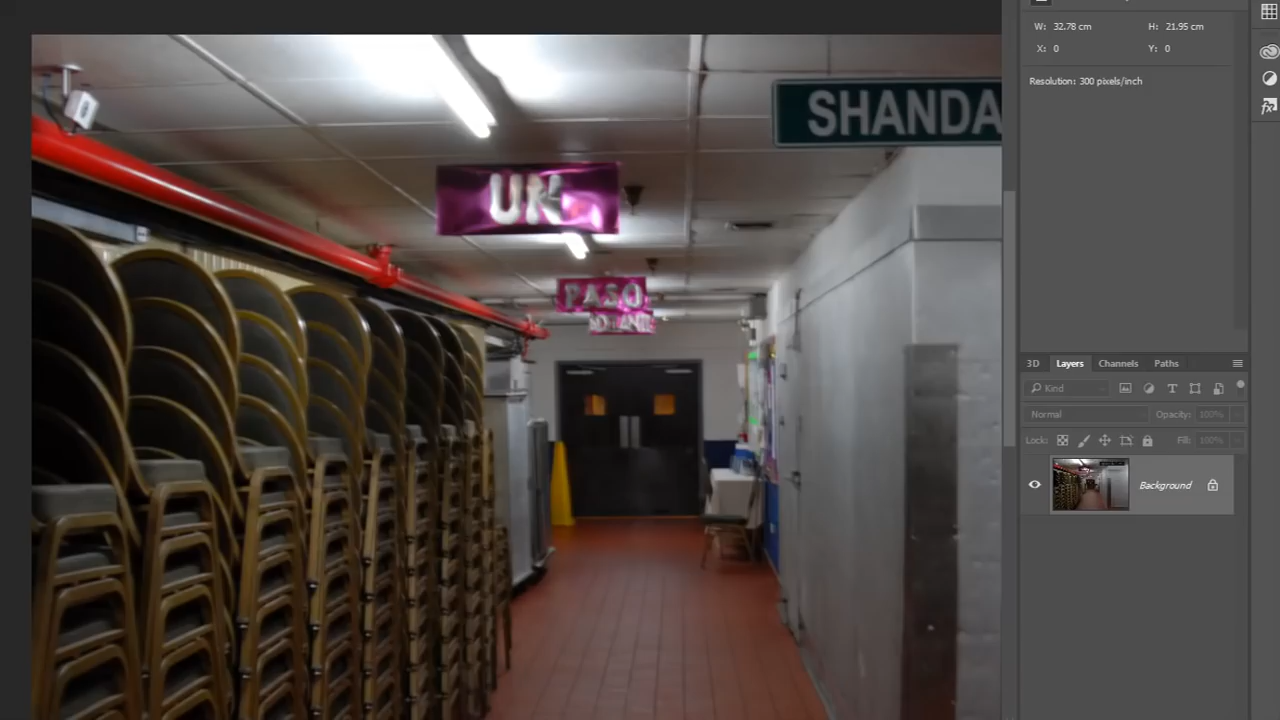 W: 32.78 cm
H: 21.95 cm
X: 0
Y: 0
Resolution: 300 pixels/inch
SHANDA
UN
PASO
3D
Layers
Channels
Paths
Kind
Normal
Opacity: 100%
Lock:
Fill: 100%
Background